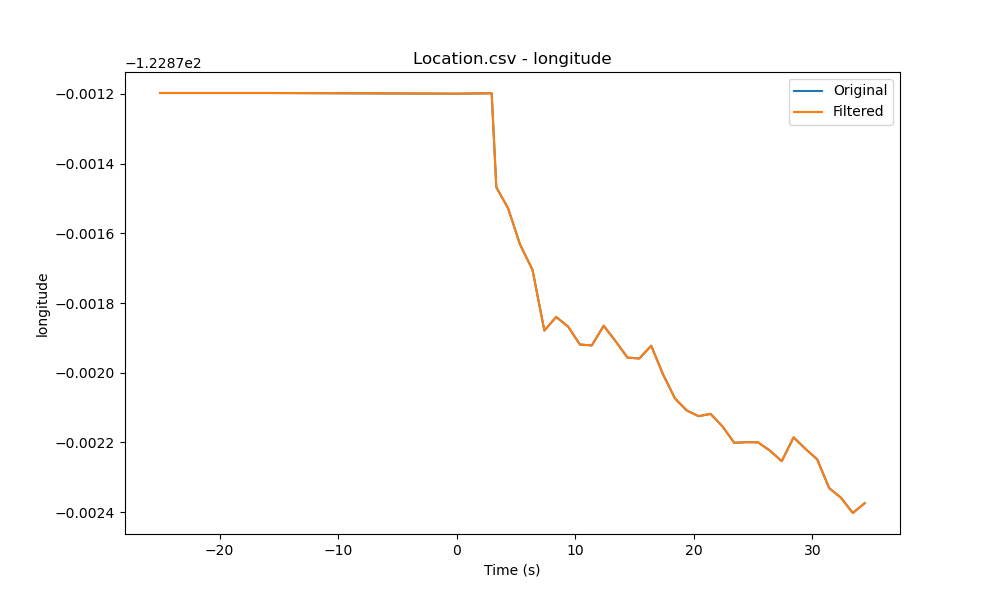 Location.csv - longitude
−1.2287e2
−0.0012
−0.0014
−0.0016
−0.0018
−0.0020
−0.0022
−0.0024
longitude
Original
Filtered
−20
−10
0
10
20
30
Time (s)